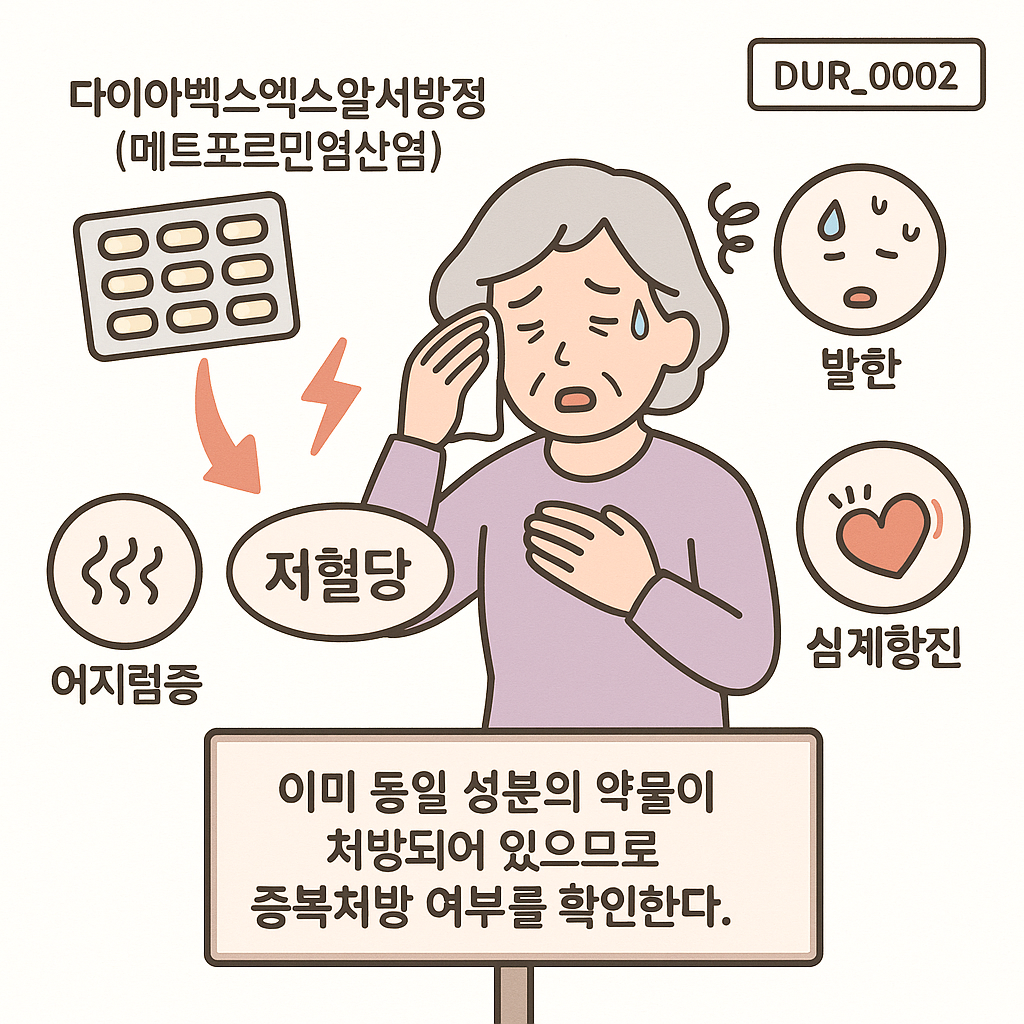 다이아벡스엑스알서방정
(메트포르민염산염)
DUR_0002
발한
저혈당
어지럼증
심계항진
이미 동일 성분의 약물이
처방되어 있으므로
증복처방 여부를 확인한다.